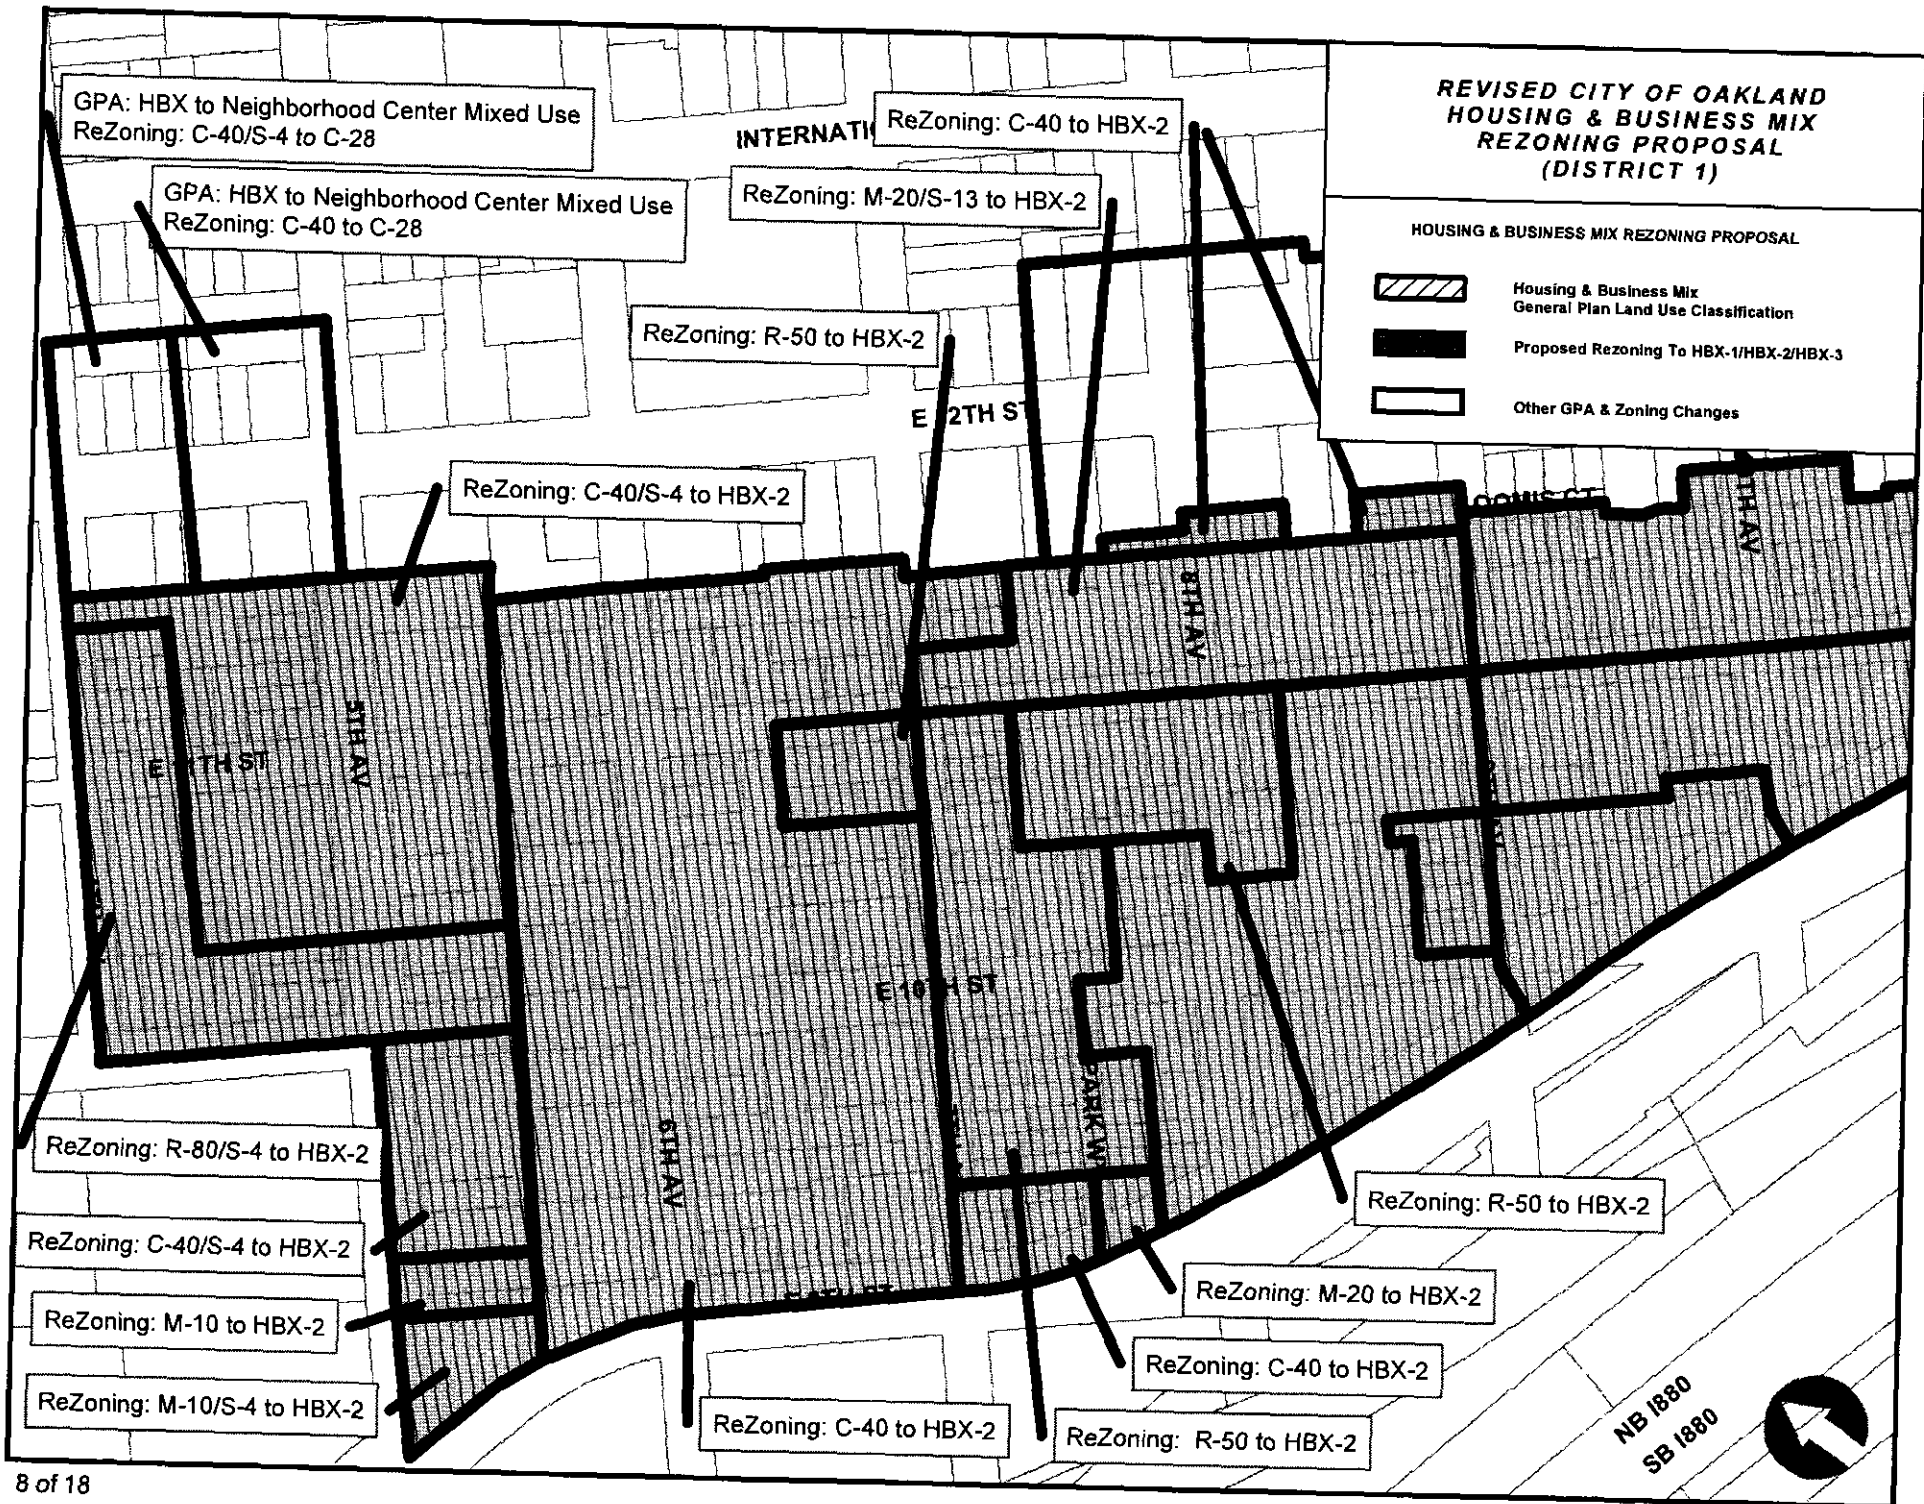 GPA: HBX to Neighborhood Center Mixed Use
ReZoning: C-40/S-4 to C-28
GPA: HBX to Neighborhood Center Mixed Use
ReZoning: C-40 to C-28
ReZoning: C-40 to HBX-2
ReZoning: M-20/S-13 to HBX-2
ReZoning: R-50 to HBX-2
REVISED CITY OF OAKLAND
HOUSING & BUSINESS MIX
REZONING PROPOSAL
(DISTRICT 1)
HOUSING & BUSINESS MIX REZONING PROPOSAL
Housing & Business Mix
General Plan Land Use Classification
Proposed Rezoning To HBX-1/HBX-2/HBX-3
Other GPA & Zoning Changes
ReZoning: C-40/S-4 to HBX-2
8TH AV
5TH AV
E 11TH ST
E 10TH ST
6TH AV
ReZoning: R-80/S-4 to HBX-2
ReZoning: C-40/S-4 to HBX-2
ReZoning: M-10 to HBX-2
ReZoning: M-10/S-4 to HBX-2
ReZoning: C-40 to HBX-2
ReZoning: R-50 to HBX-2
ReZoning: C-40 to HBX-2
ReZoning: M-20 to HBX-2
ReZoning: R-50 to HBX-2
NB I880
SB I880
8 of 18